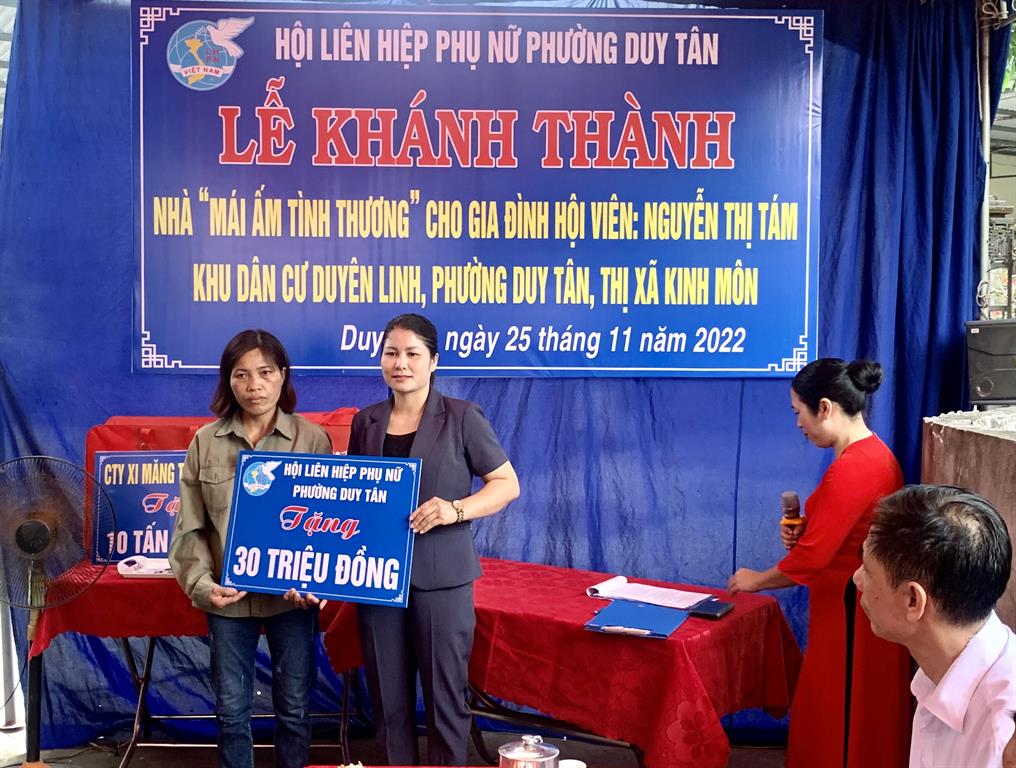 HỘI LIÊN HIỆP PHỤ NỮ PHƯỜNG DUY TÂN
LỄ KHÁNH THÀNH
NHÀ “MÁI ẤM TÌNH THƯƠNG” CHO GIA ĐÌNH HỘI VIÊN: NGUYỄN THỊ TÁM
KHU DÂN CƯ DUYÊN LINH, PHƯỜNG DUY TÂN, THỊ XÃ KINH MÔN
Duy ngày 25 tháng 11 năm 2022
LHPN
VIỆT NAM
CTY XI MĂNG
Tặ
10 TẤN
HỘI LIÊN HIỆP PHỤ NỮ
PHƯỜNG DUY TÂN
Tặng
30 TRIỆU ĐỒNG